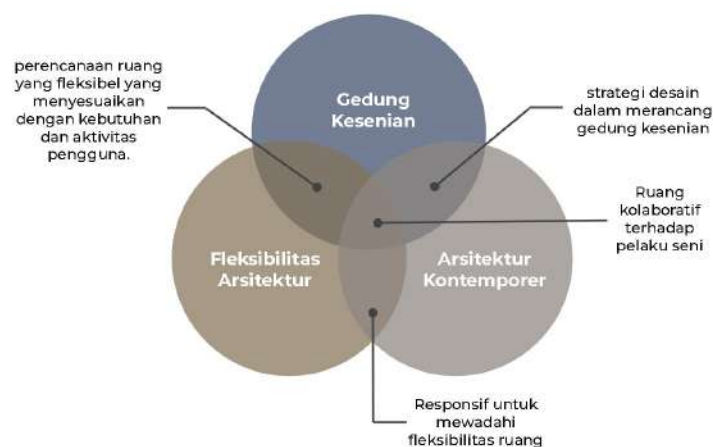 perencanaan ruang
yang fleksibel yang
menyesuaikan
dengan kebutuhan
dan aktivitas
pengguna.
Gedung
Kesenian
strategi desain
dalam merancang
gedung kesenian
Ruang
kolaboratif
terhadap
pelaku seni
Fleksibilitas
Arsitektur
Arsitektur
Kontemporer
Responsif untuk
mewadahi
fleksibilitas ruang